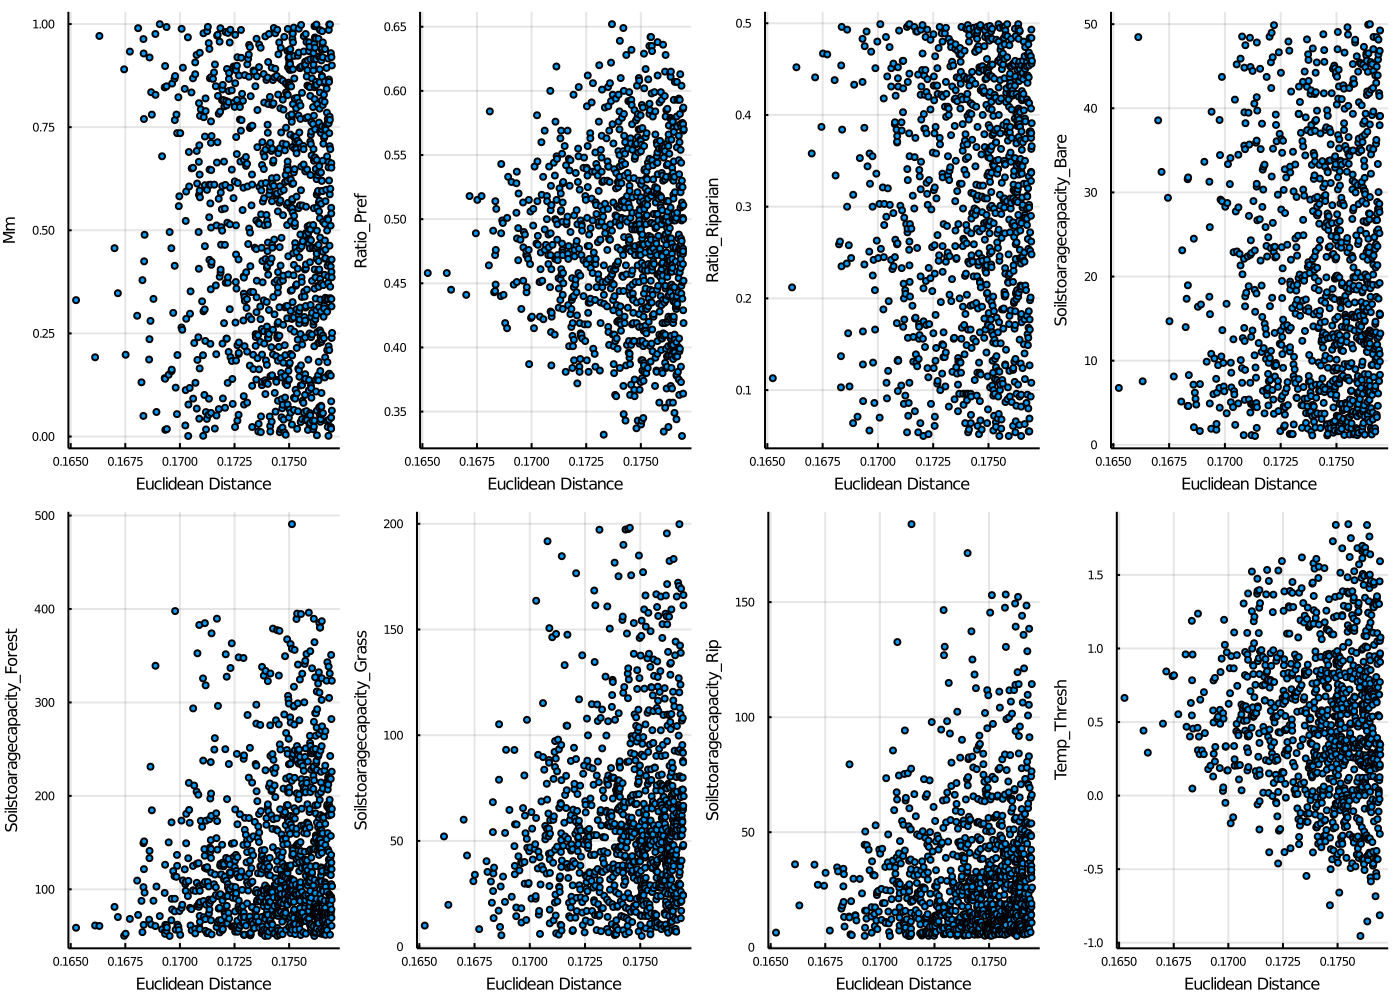 1.00
0.75
0.50
0.25
0.00
Mm
0.1650 0.1675 0.1700 0.1725 0.1750
Euclidean Distance
0.65
0.60
0.55
0.50
0.45
0.40
0.35
Ratio_Pref
0.1650 0.1675 0.1700 0.1725 0.1750
Euclidean Distance
0.5
0.4
0.3
0.2
0.1
Ratio_Riparian
0.1650 0.1675 0.1700 0.1725 0.1750
Euclidean Distance
50
40
30
20
10
0
Soilstoaragecapacity_Bare
0.1650 0.1675 0.1700 0.1725 0.1750
Euclidean Distance
500
400
300
200
100
Soilstoaragecapacity_Forest
0.1650 0.1675 0.1700 0.1725 0.1750
Euclidean Distance
200
150
100
50
0
Soilstoaragecapacity_Grass
0.1650 0.1675 0.1700 0.1725 0.1750
Euclidean Distance
150
100
50
0
Soilstoaragecapacity_Rip
0.1650 0.1675 0.1700 0.1725 0.1750
Euclidean Distance
1.5
1.0
0.5
0.0
-0.5
-1.0
Temp_Thresh
0.1650 0.1675 0.1700 0.1725 0.1750
Euclidean Distance